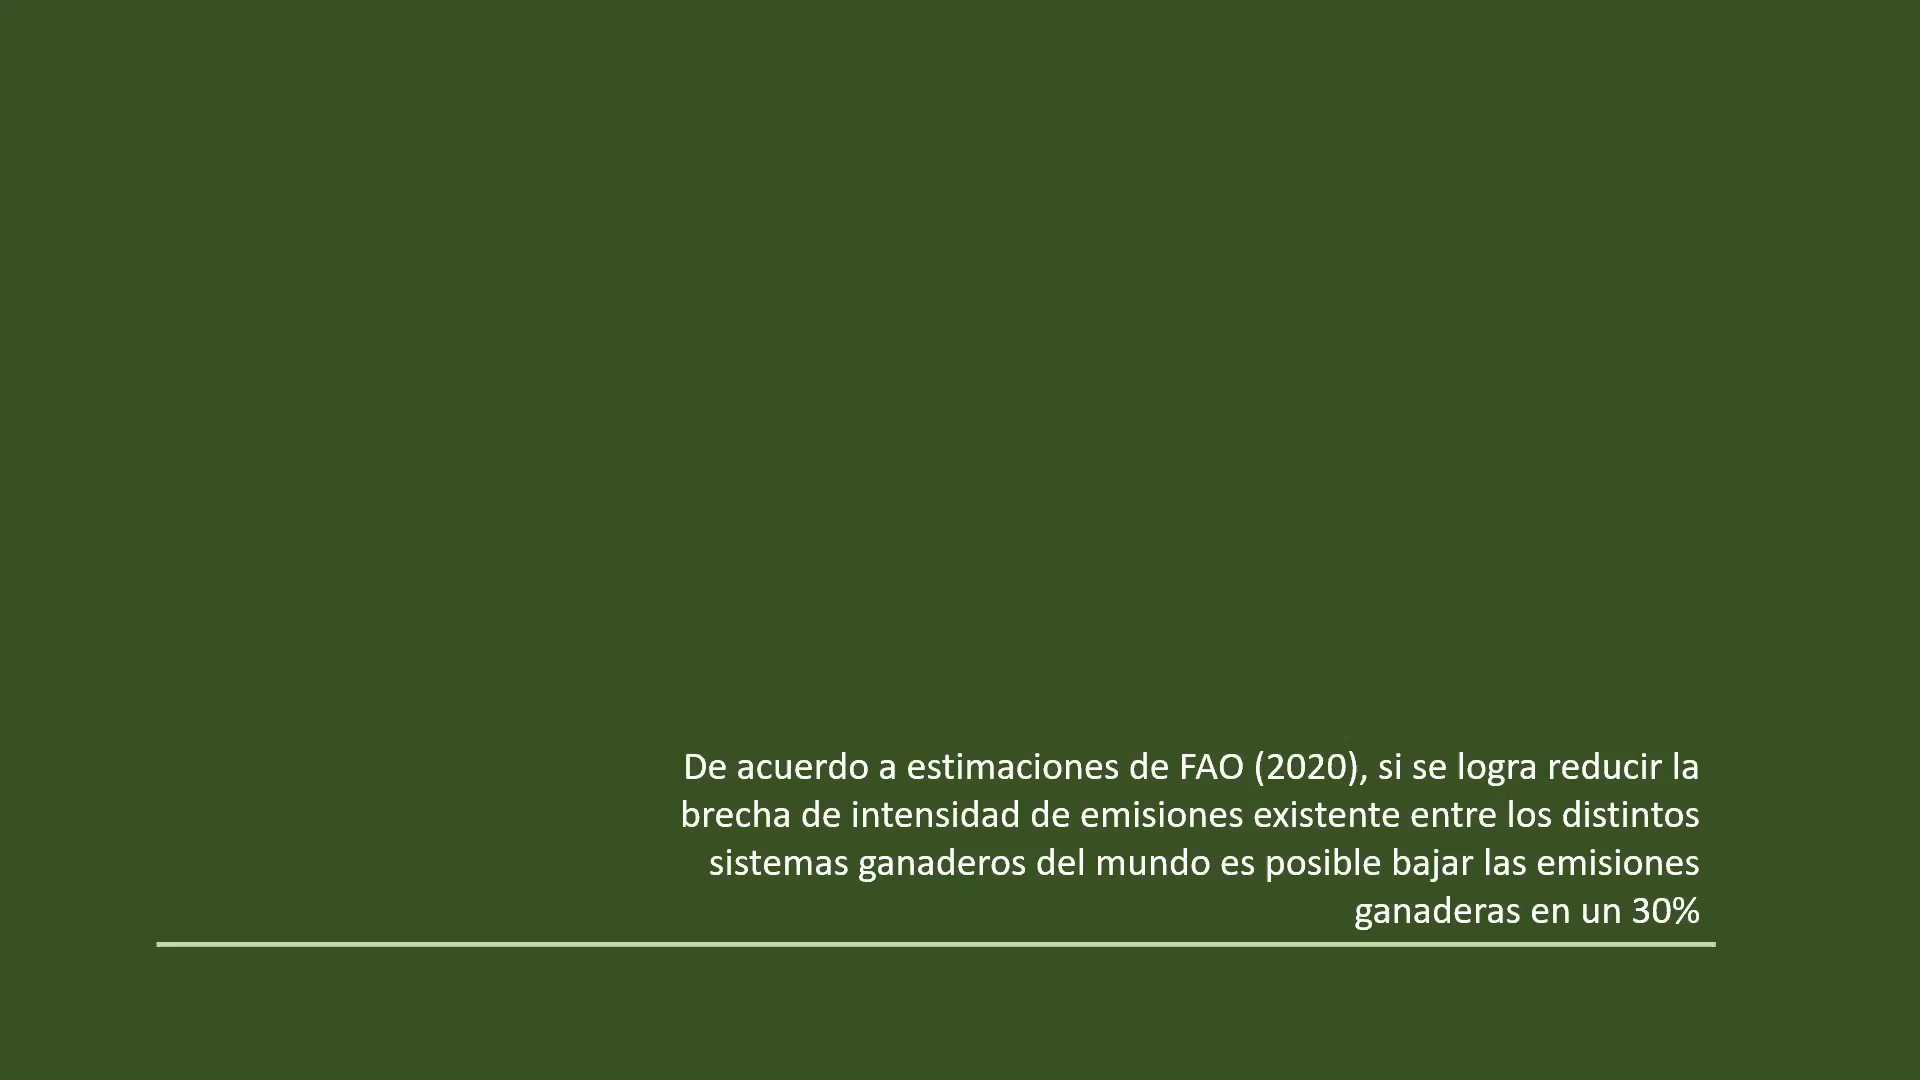 De acuerdo a estimaciones de FAO (2020), si se logra reducir la
brecha de intensidad de emisiones existente entre los distintos
sistemas ganaderos del mundo es posible bajar las emisiones
ganaderas en un 30%